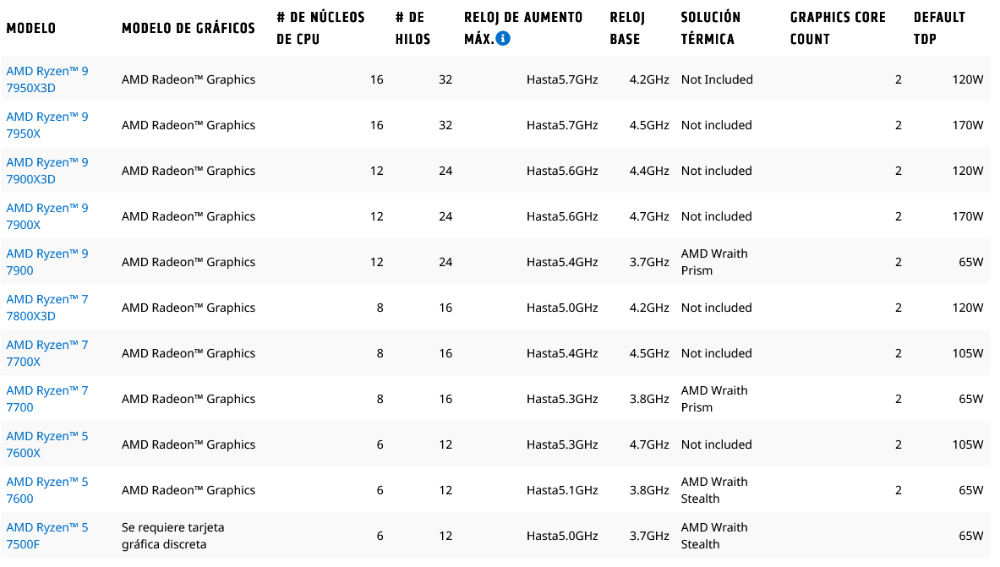 MODELO MODELO DE GRÁFICOS # DE NÚCLEOS DE CPU # DE HILOS RELOJ DE AUMENTO MÁX. RELOJ BASE SOLUCIÓN TÉRMICA GRAPHICS CORE COUNT DEFAULT TDP
AMD Ryzen™ 9 7950X3D AMD Radeon™ Graphics 16 32 Hasta5.7GHz 4.2GHz Not Included 2 120W
AMD Ryzen™ 9 7950X AMD Radeon™ Graphics 16 32 Hasta5.7GHz 4.5GHz Not included 2 170W
AMD Ryzen™ 9 7900X3D AMD Radeon™ Graphics 12 24 Hasta5.6GHz 4.4GHz Not included 2 120W
AMD Ryzen™ 9 7900X AMD Radeon™ Graphics 12 24 Hasta5.6GHz 4.7GHz Not included 2 170W
AMD Ryzen™ 9 7900 AMD Radeon™ Graphics 12 24 Hasta5.4GHz 3.7GHz AMD Wraith Prism 2 65W
AMD Ryzen™ 7 7800X3D AMD Radeon™ Graphics 8 16 Hasta5.0GHz 4.2GHz Not included 2 120W
AMD Ryzen™ 7 7700X AMD Radeon™ Graphics 8 16 Hasta5.4GHz 4.5GHz Not included 2 105W
AMD Ryzen™ 7 7700 AMD Radeon™ Graphics 8 16 Hasta5.3GHz 3.8GHz AMD Wraith Prism 2 65W
AMD Ryzen™ 5 7600X AMD Radeon™ Graphics 6 12 Hasta5.3GHz 4.7GHz Not included 2 105W
AMD Ryzen™ 5 7600 AMD Radeon™ Graphics 6 12 Hasta5.1GHz 3.8GHz AMD Wraith Stealth 2 65W
AMD Ryzen™ 5 7500F Se requiere tarjeta gráfica discreta 6 12 Hasta5.0GHz 3.7GHz AMD Wraith Stealth 65W